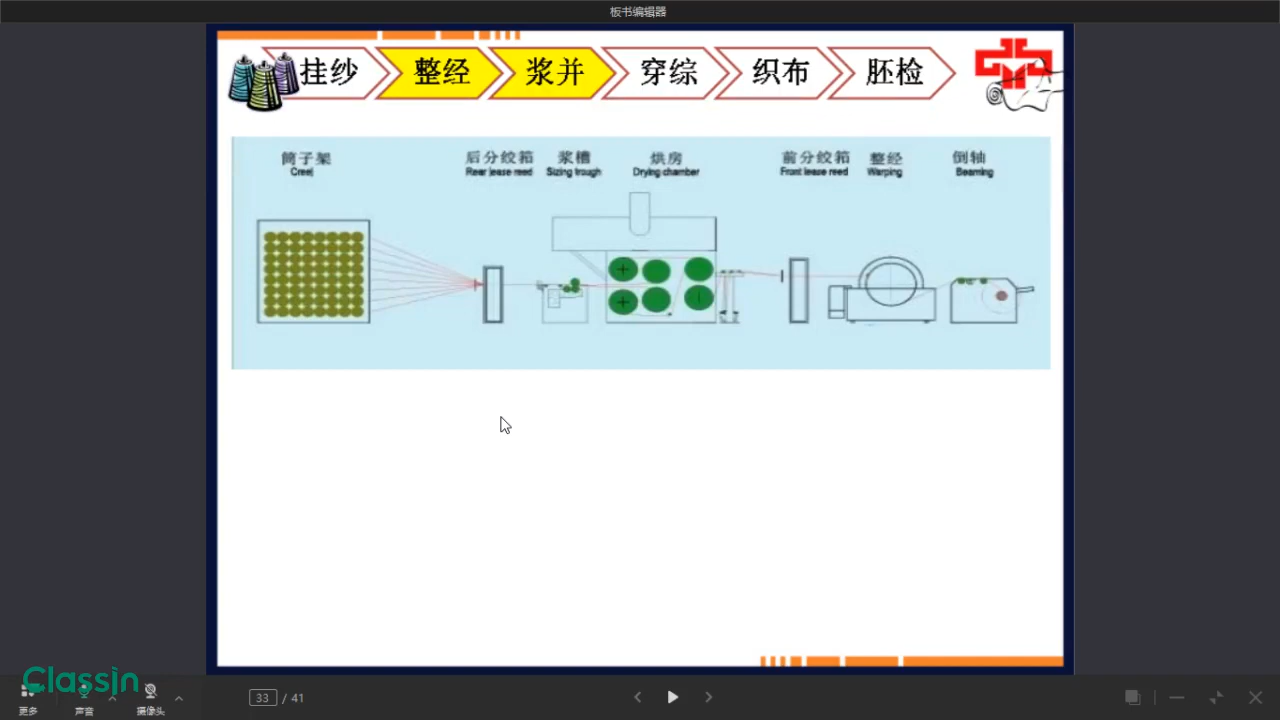 板书编辑器
挂纱 整经 浆并 穿综 织布 胚检
筒子架 后分绞箱 浆槽 烘房 前分绞箱 整经 倒轴
Creel Rear lease reed Sizing trough Drying chamber Front lease reed Warping Beaming
ClassIn
更多 声音 摄像头
33 / 41